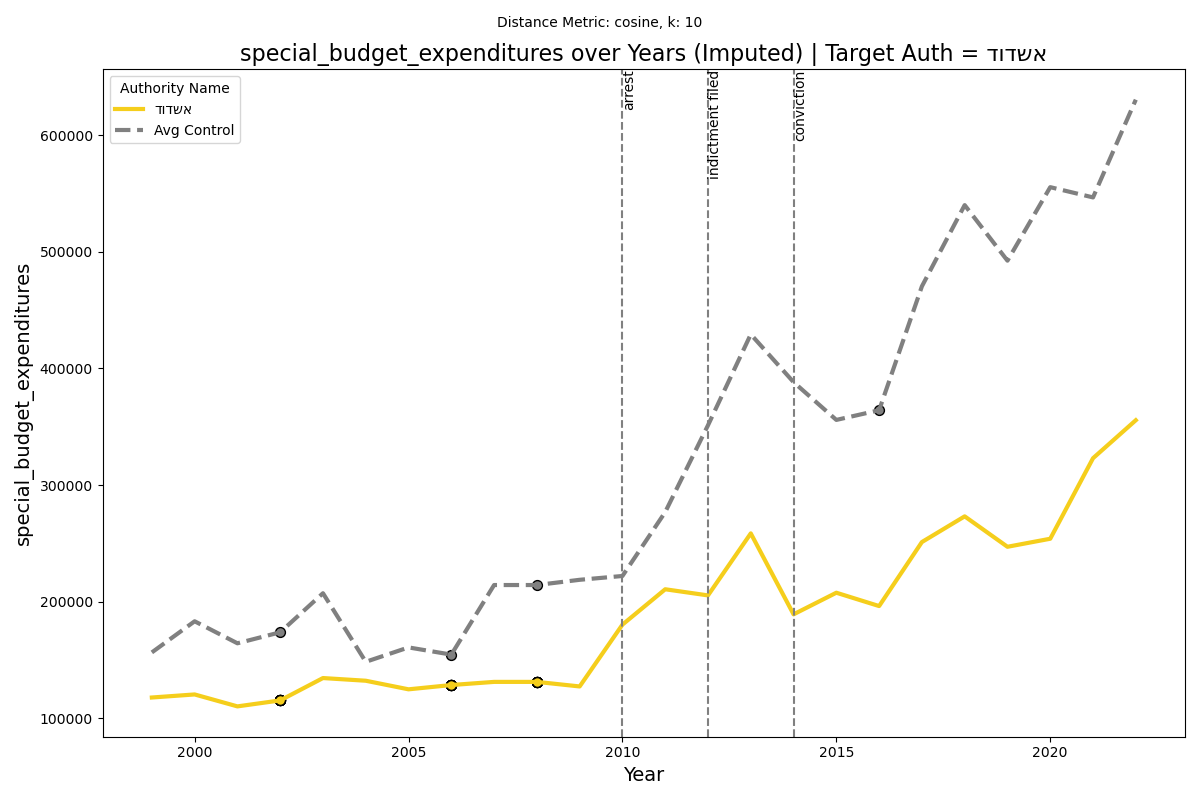 Distance Metric: cosine, k: 10
special_budget_expenditures over Years (Imputed) | Target Auth = אשדוד
Authority Name
אשדוד
Avg Control
arrest
indictment filed
conviction
special_budget_expenditures
600000
500000
400000
300000
200000
100000
2000
2005
2010
2015
2020
Year